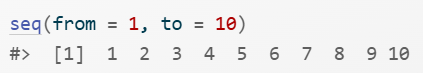 seq(from = 1, to = 10)
#>  [1]  1  2  3  4  5  6  7  8  9 10